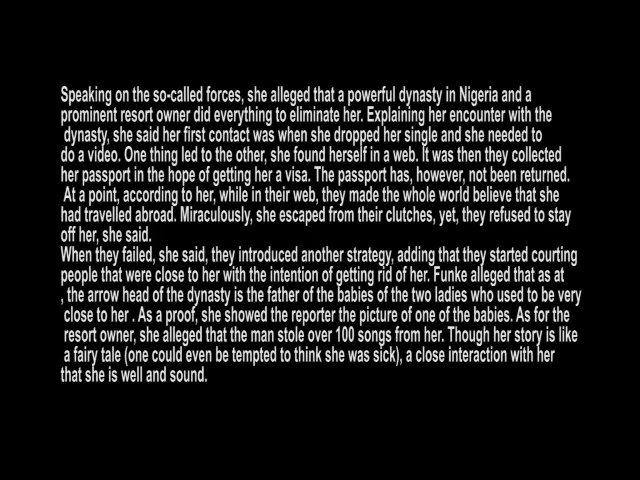 Speaking on the so-called forces, she alleged that a powerful dynasty in Nigeria and a
prominent resort owner did everything to eliminate her. Explaining her encounter with the
dynasty, she said her first contact was when she dropped her single and she needed to
do a video. One thing led to the other, she found herself in a web. It was then they collected
her passport in the hope of getting her a visa. The passport has, however, not been returned.
At a point, according to her, while in their web, they made the whole world believe that she
had travelled abroad. Miraculously, she escaped from their clutches, yet, they refused to stay
off her, she said.
When they failed, she said, they introduced another strategy, adding that they started courting
people that were close to her with the intention of getting rid of her. Funke alleged that as at
, the arrow head of the dynasty is the father of the babies of the two ladies who used to be very
close to her . As a proof, she showed the reporter the picture of one of the babies. As for the
resort owner, she alleged that the man stole over 100 songs from her. Though her story is like
a fairy tale (one could even be tempted to think she was sick), a close interaction with her
that she is well and sound.